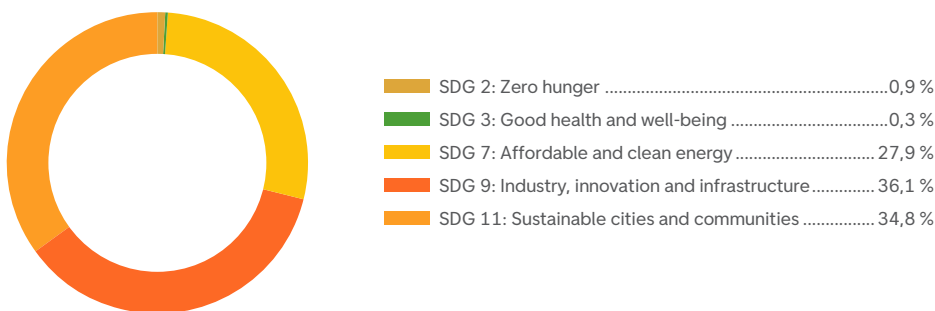 SDG 2: Zero hunger ........................................................0,9 %
SDG 3: Good health and well-being ...............................0,3 %
SDG 7: Affordable and clean energy ............................ 27,9 %
SDG 9: Industry, innovation and infrastructure ............. 36,1 %
SDG 11: Sustainable cities and communities ................ 34,8 %